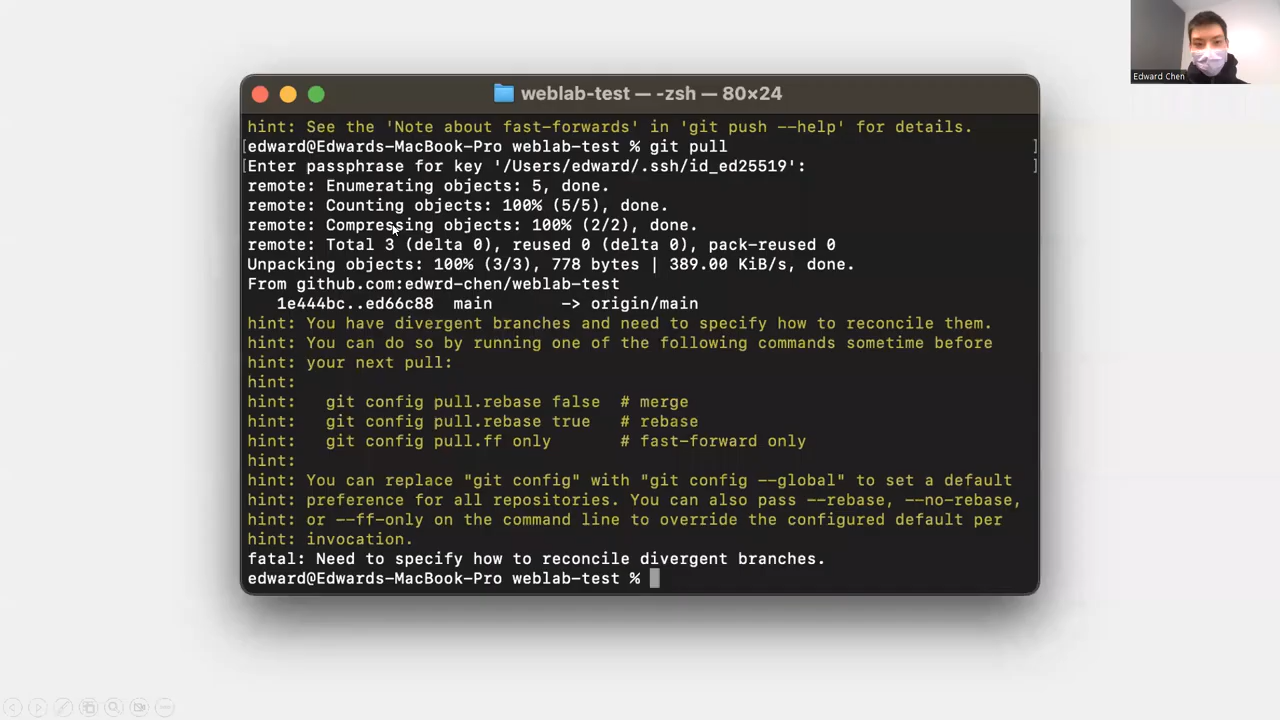 Edward Chen
weblab-test — -zsh — 80×24
hint: See the 'Note about fast-forwards' in 'git push --help' for details.
[edward@Edwards-MacBook-Pro weblab-test % git pull ]
[Enter passphrase for key '/Users/edward/.ssh/id_ed25519': ]
remote: Enumerating objects: 5, done.
remote: Counting objects: 100% (5/5), done.
remote: Compressing objects: 100% (2/2), done.
remote: Total 3 (delta 0), reused 0 (delta 0), pack-reused 0
Unpacking objects: 100% (3/3), 778 bytes | 389.00 KiB/s, done.
From github.com:edwrd-chen/weblab-test
1e444bc..ed66c88 main -> origin/main
hint: You have divergent branches and need to specify how to reconcile them.
hint: You can do so by running one of the following commands sometime before
hint: your next pull:
hint:
hint: git config pull.rebase false # merge
hint: git config pull.rebase true # rebase
hint: git config pull.ff only # fast-forward only
hint:
hint: You can replace "git config" with "git config --global" to set a default
hint: preference for all repositories. You can also pass --rebase, --no-rebase,
hint: or --ff-only on the command line to override the configured default per
hint: invocation.
fatal: Need to specify how to reconcile divergent branches.
edward@Edwards-MacBook-Pro weblab-test %